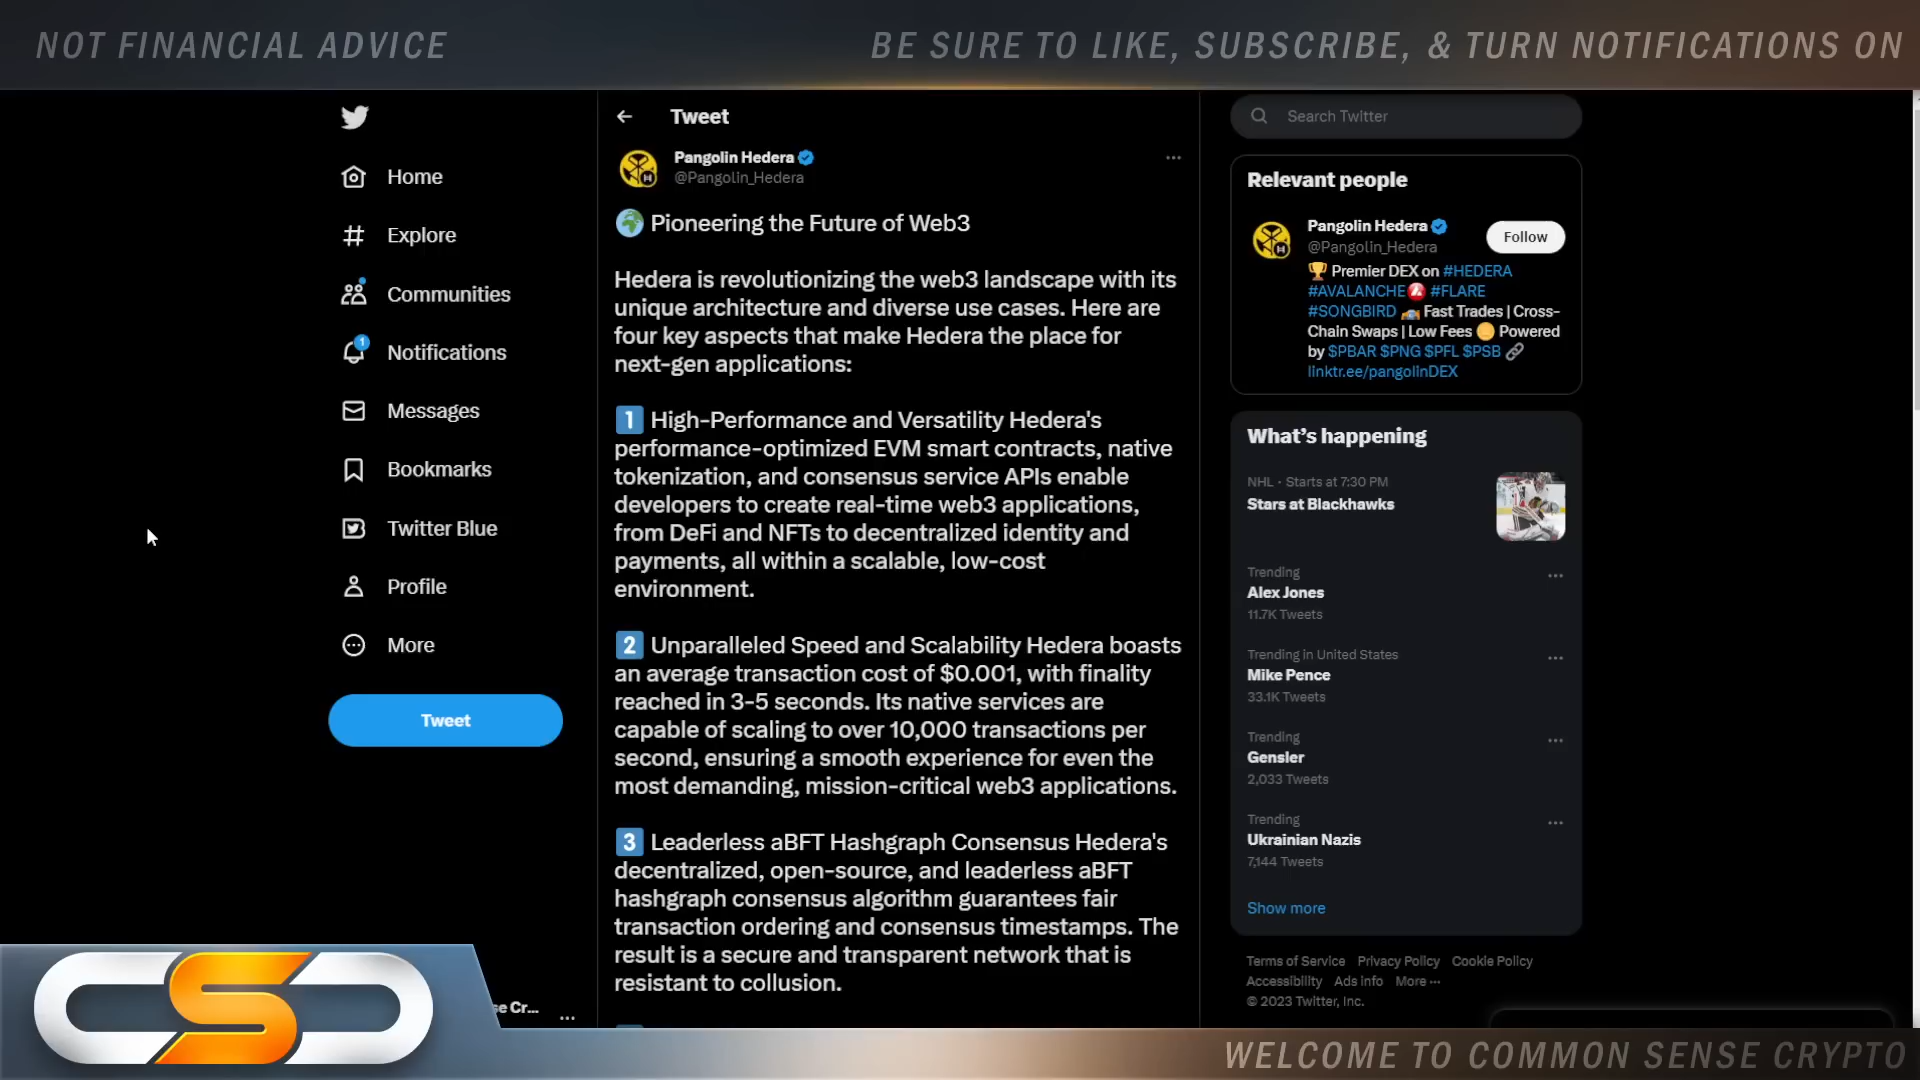 NOT FINANCIAL ADVICE
BE SURE TO LIKE, SUBSCRIBE, & TURN NOTIFICATIONS ON
Home
Explore
Communities
1
Notifications
Messages
Bookmarks
Twitter Blue
Profile
More
Tweet
Tweet
Pangolin Hedera
@Pangolin_Hedera
🌍 Pioneering the Future of Web3
Hedera is revolutionizing the web3 landscape with its
unique architecture and diverse use cases. Here are
four key aspects that make Hedera the place for
next-gen applications:
1️⃣ High-Performance and Versatility Hedera's
performance-optimized EVM smart contracts, native
tokenization, and consensus service APIs enable
developers to create real-time web3 applications,
from DeFi and NFTs to decentralized identity and
payments, all within a scalable, low-cost
environment.
2️⃣ Unparalleled Speed and Scalability Hedera boasts
an average transaction cost of $0.001, with finality
reached in 3-5 seconds. Its native services are
capable of scaling to over 10,000 transactions per
second, ensuring a smooth experience for even the
most demanding, mission-critical web3 applications.
3️⃣ Leaderless aBFT Hashgraph Consensus Hedera's
decentralized, open-source, and leaderless aBFT
hashgraph consensus algorithm guarantees fair
transaction ordering and consensus timestamps. The
result is a secure and transparent network that is
resistant to collusion.
Search Twitter
Relevant people
Pangolin Hedera
@Pangolin_Hedera
Follow
🏆 Premier DEX on #HEDERA
#AVALANCHE #FLARE
#SONGBIRD Fast Trades | Cross-
Chain Swaps | Low Fees Powered
by $PBAR $PNG $PFL $PSB 🔗
linktr.ee/pangolinDEX
What's happening
NHL · Starts at 7:30 PM
Stars at Blackhawks
Trending
Alex Jones
11.7K Tweets
Trending in United States
Mike Pence
33.1K Tweets
Trending
Gensler
2,033 Tweets
Trending
Ukrainian Nazis
7,144 Tweets
Show more
Terms of Service Privacy Policy Cookie Policy
Accessibility Ads info More ···
© 2023 Twitter, Inc.
CSC
se Cr...
WELCOME TO COMMON SENSE CRYPTO